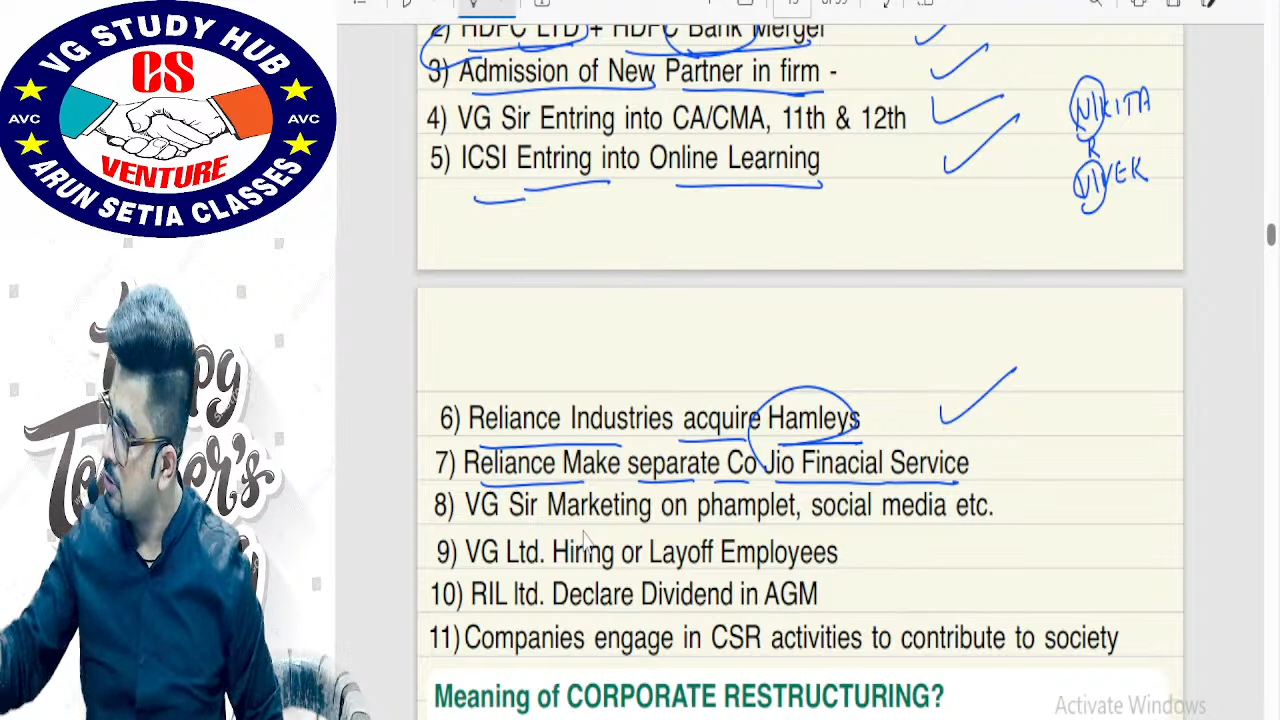 VG STUDY HUB
CS
AVC
AVC
VENTURE
ARUN SETIA CLASSES
2) HDFC LTD + HDFC Bank Merger
3) Admission of New Partner in firm -
4) VG Sir Entring into CA/CMA, 11th & 12th
5) ICSI Entring into Online Learning
NIKITA
R
VIVEK
6) Reliance Industries acquire Hamleys
7) Reliance Make separate Co Jio Finacial Service
8) VG Sir Marketing on phamplet, social media etc.
9) VG Ltd. Hiring or Layoff Employees
10) RIL ltd. Declare Dividend in AGM
11) Companies engage in CSR activities to contribute to society
Meaning of CORPORATE RESTRUCTURING?
Activate Windows